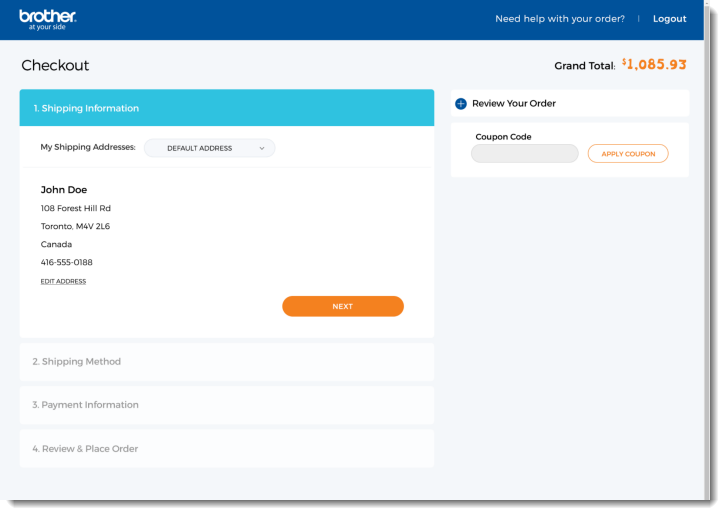 brother
at your side
Need help with your order? | Logout
Checkout
Grand Total: $1,085.93
1. Shipping Information
My Shipping Addresses: DEFAULT ADDRESS
John Doe
108 Forest Hill Rd
Toronto, M4V 2L6
Canada
416-555-0188
EDIT ADDRESS
NEXT
2. Shipping Method
3. Payment Information
4. Review & Place Order
Review Your Order
Coupon Code
APPLY COUPON